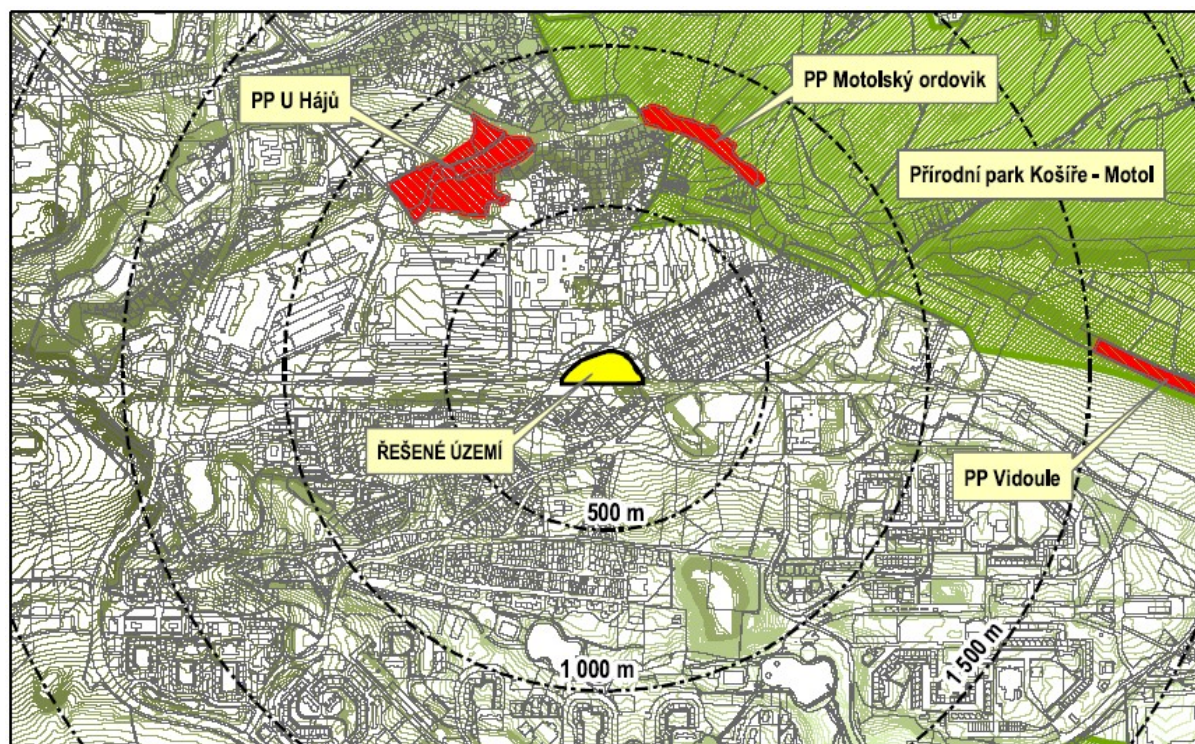 PP Motolský ordovik
PP U Hájů
Přírodní park Košíře - Motol
ŘEŠENÉ ÚZEMÍ
PP Vidoule
500 m
1 000 m
1 500 m